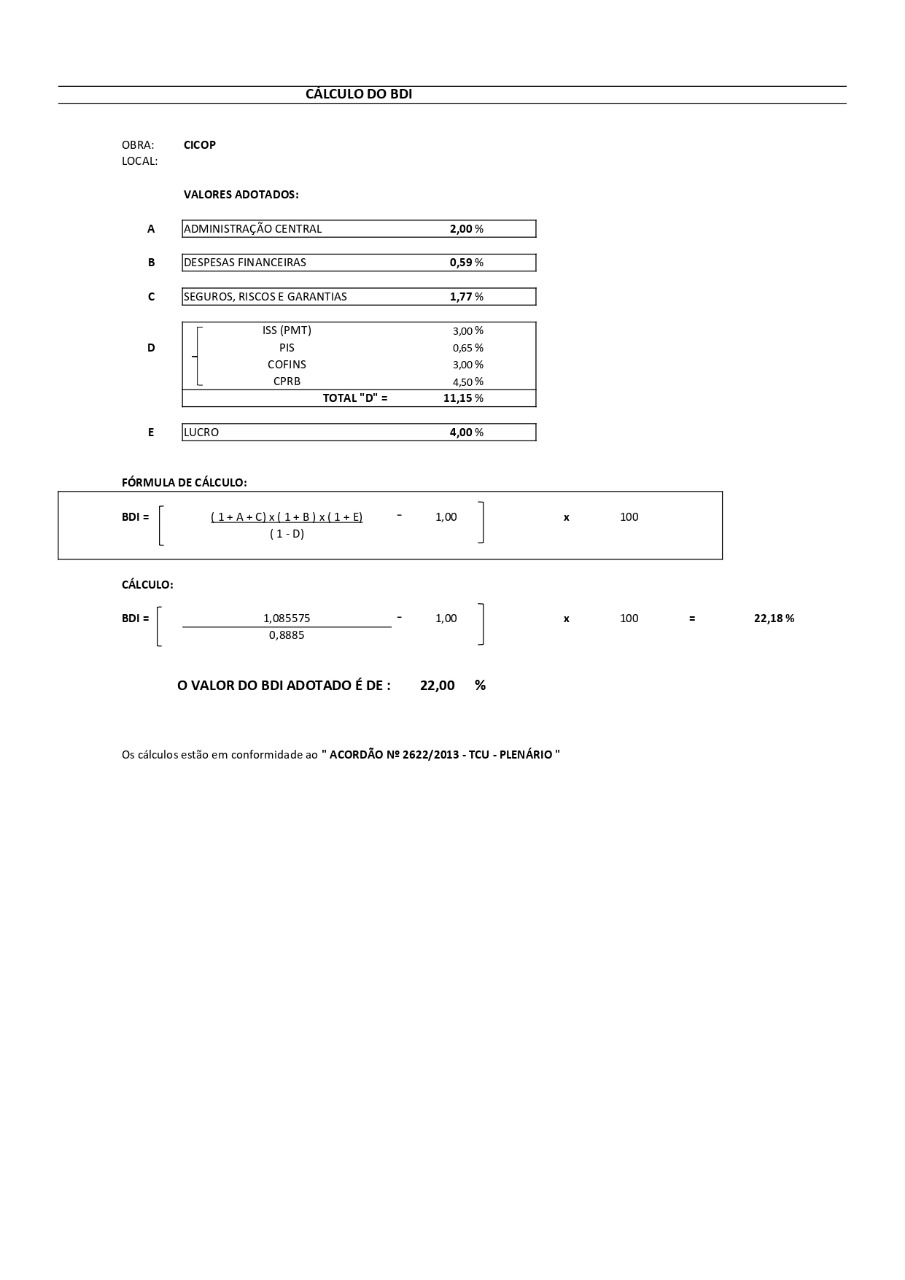 CÁLCULO DO BDI
OBRA: CICOP
LOCAL:
VALORES ADOTADOS:
A ADMINISTRAÇÃO CENTRAL 2,00 %
B DESPESAS FINANCEIRAS 0,59 %
C SEGUROS, RISCOS E GARANTIAS 1,77 %
ISS (PMT) 3,00 %
D PIS 0,65 %
COFINS 3,00 %
CPRB 4,50 %
TOTAL "D" = 11,15 %
E LUCRO 4,00 %
FÓRMULA DE CÁLCULO:
BDI = ( 1 + A + C) x ( 1 + B ) x ( 1 + E) - 1,00 x 100
( 1 - D)
CÁLCULO:
BDI = 1,085575 - 1,00 x 100 = 22,18 %
0,8885
O VALOR DO BDI ADOTADO É DE : 22,00 %
Os cálculos estão em conformidade ao " ACORDÃO Nº 2622/2013 - TCU - PLENÁRIO "